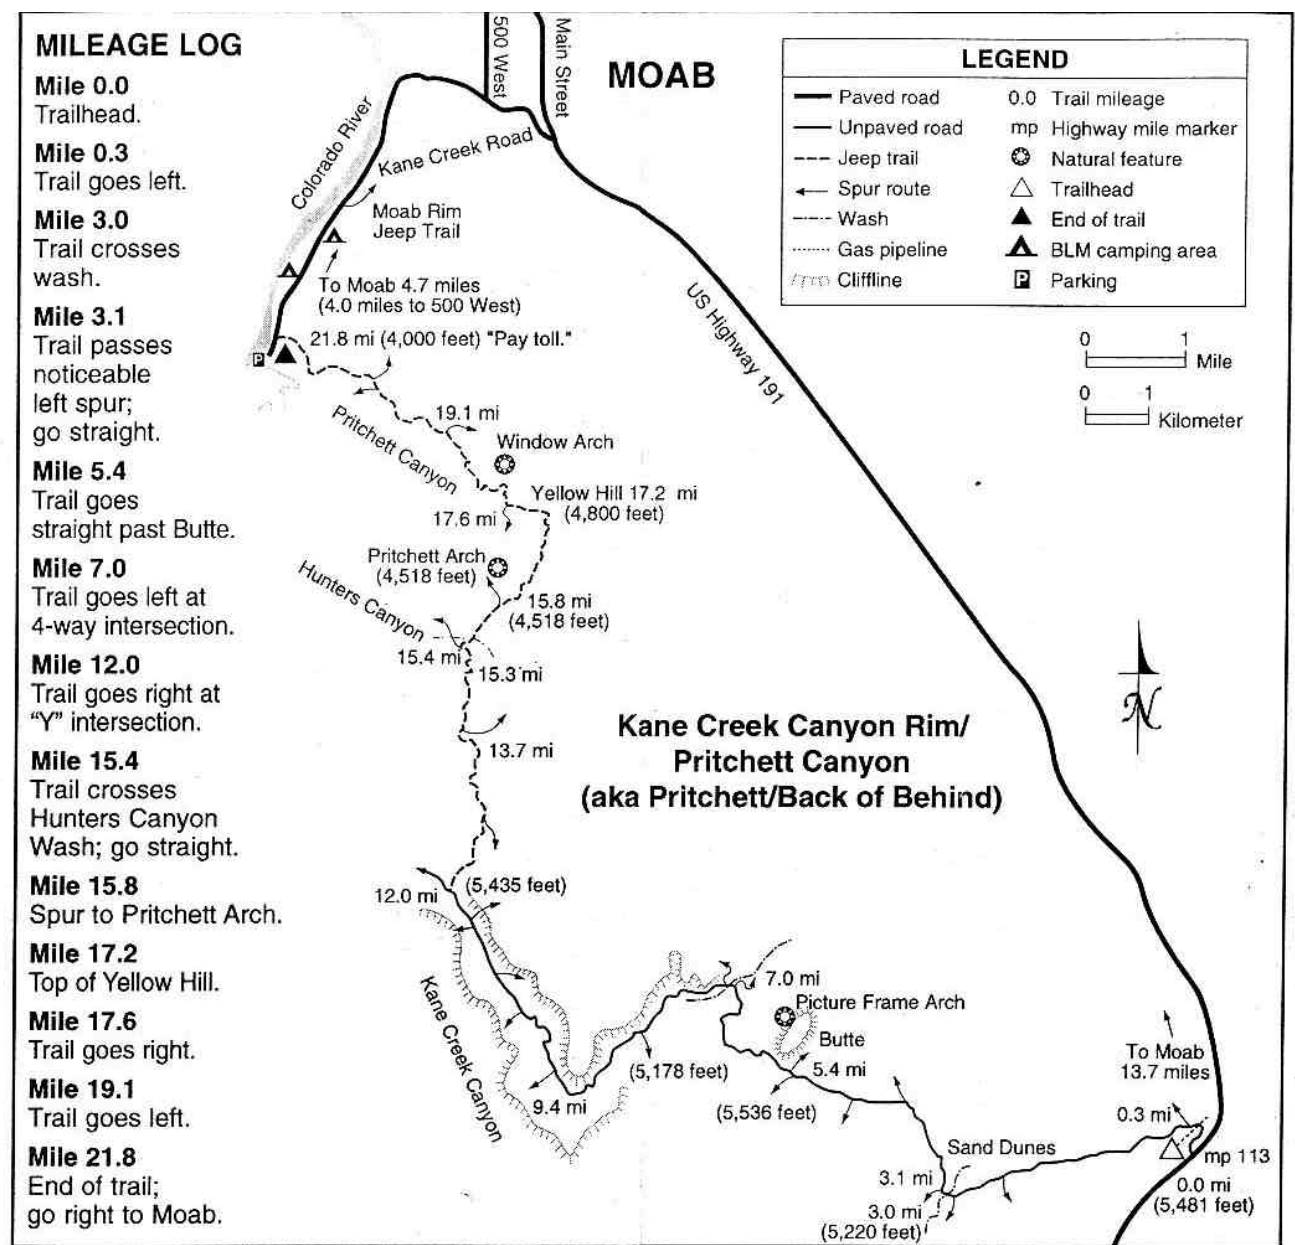 MILEAGE LOG
Mile 0.0
Trailhead.
Mile 0.3
Trail goes left.
Mile 3.0
Trail crosses
wash.
Mile 3.1
Trail passes
noticeable
left spur;
go straight.
Mile 5.4
Trail goes
straight past Butte.
Mile 7.0
Trail goes left at
4-way intersection.
Mile 12.0
Trail goes right at
“Y” intersection.
Mile 15.4
Trail crosses
Hunters Canyon
Wash; go straight.
Mile 15.8
Spur to Pritchett Arch.
Mile 17.2
Top of Yellow Hill.
Mile 17.6
Trail goes right.
Mile 19.1
Trail goes left.
Mile 21.8
End of trail;
go right to Moab.
500 West
Main Street
MOAB
LEGEND
Paved road
Unpaved road
Jeep trail
Spur route
Wash
Gas pipeline
Cliffline
0.0 Trail mileage
mp Highway mile marker
Natural feature
Trailhead
End of trail
BLM camping area
P Parking
0 1
Mile
0 1
Kilometer
Colorado River
Kane Creek Road
Moab Rim
Jeep Trail
To Moab 4.7 miles
(4.0 miles to 500 West)
21.8 mi (4,000 feet) "Pay toll."
P
US Highway 191
Pritchett Canyon
19.1 mi
Window Arch
Yellow Hill 17.2 mi
(4,800 feet)
17.6 mi
Pritchett Arch
(4,518 feet)
Hunters Canyon
15.8 mi
(4,518 feet)
15.4 mi
15.3 mi
N
Kane Creek Canyon Rim/
Pritchett Canyon
(aka Pritchett/Back of Behind)
13.7 mi
12.0 mi
(5,435 feet)
Kane Creek Canyon
7.0 mi
Picture Frame Arch
Butte
5.4 mi
(5,178 feet)
9.4 mi
(5,536 feet)
To Moab
13.7 miles
0.3 mi
Sand Dunes
mp 113
0.0 mi
(5,481 feet)
3.1 mi
3.0 mi
(5,220 feet)